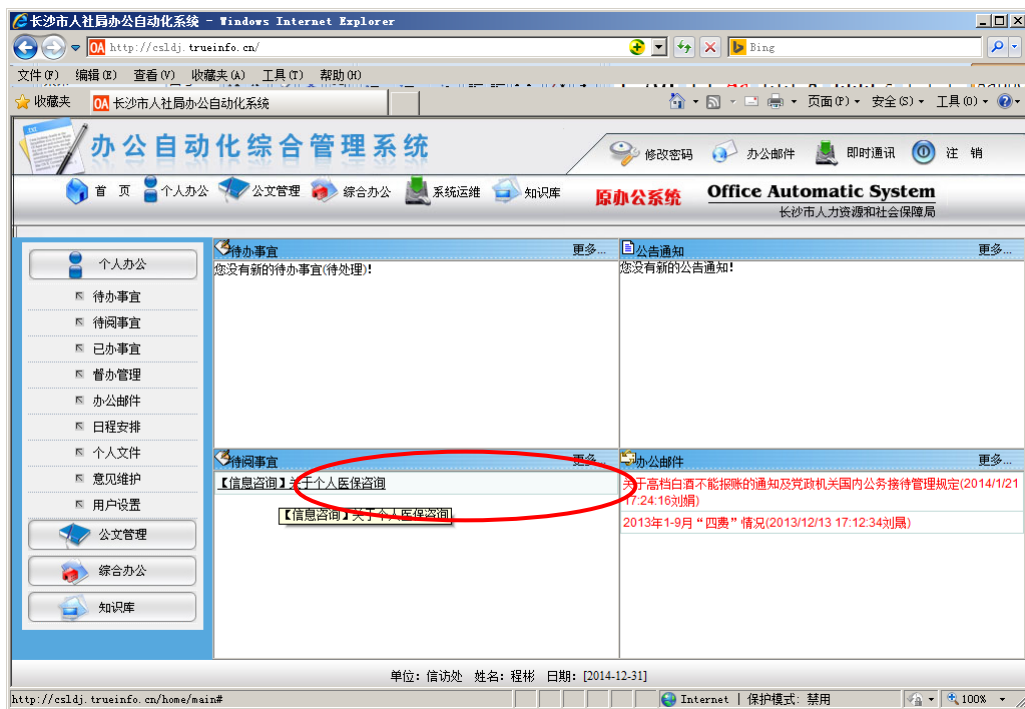 长沙市人社局办公自动化系统 - Windows Internet Explorer
http://csldj.trueinfo.cn/
Bing
文件(F) 编辑(E) 查看(V) 收藏夹(A) 工具(T) 帮助(H)
收藏夹 OA 长沙市人社局办公自动化系统 页面(P) 安全(S) 工具(O)
办公自动化综合管理系统
修改密码 办公邮件 即时通讯 注 销
首 页 个人办公 公文管理 综合办公 系统运维 知识库 原办公系统
Office Automatic System
长沙市人力资源和社会保障局
个人办公
待办事宜
待阅事宜
已办事宜
督办管理
办公邮件
日程安排
个人文件
意见维护
用户设置
公文管理
综合办公
知识库
待办事宜 更多...
您没有新的待办事宜(待处理)!
公告通知 更多...
您没有新的公告通知!
待阅事宜 更多...
【信息咨询】关于个人医保咨询
【信息咨询】关于个人医保咨询
办公邮件 更多...
关于高档白酒不能报账的通知及党政机关国内公务接待管理规定(2014/1/21
17:24:16刘娟)
2013年1-9月“四费”情况(2013/12/13 17:12:34刘晟)
单位: 信访处 姓名: 程彬 日期: [2014-12-31]
http://csldj.trueinfo.cn/home/main#
Internet | 保护模式: 禁用
100%